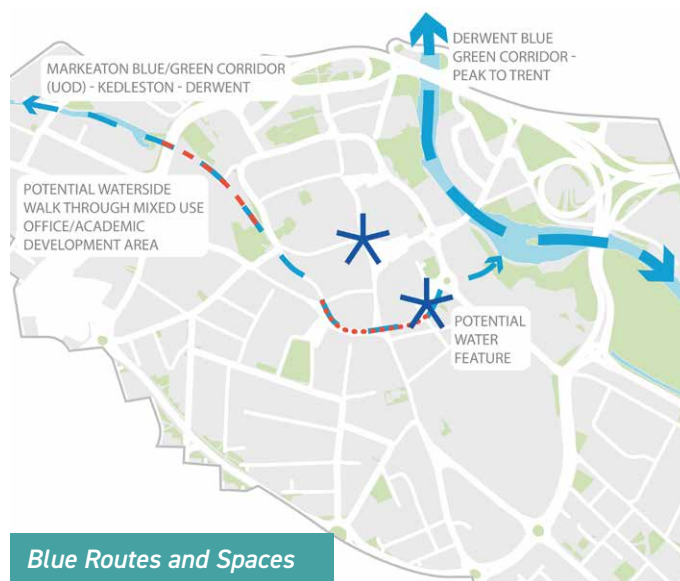 DERWENT BLUE
GREEN CORRIDOR -
PEAK TO TRENT
MARKEATON BLUE/GREEN CORRIDOR
(UOD) - KEDLESTON - DERWENT
POTENTIAL WATERSIDE
WALK THROUGH MIXED USE
OFFICE/ACADEMIC
DEVELOPMENT AREA
POTENTIAL
WATER
FEATURE
Blue Routes and Spaces